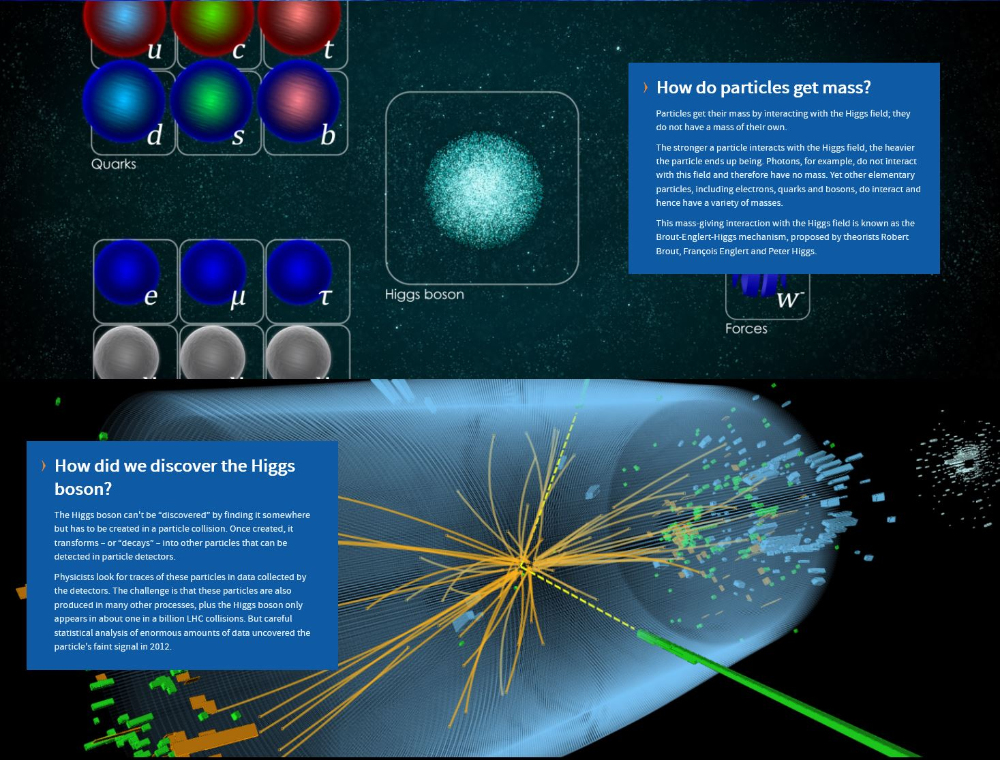 u
c
t
d
s
b
Quarks
e
μ
τ
Higgs boson
How do particles get mass?
Particles get their mass by interacting with the Higgs field; they
do not have a mass of their own.
The stronger a particle interacts with the Higgs field, the heavier
the particle ends up being. Photons, for example, do not interact
with this field and therefore have no mass. Yet other elementary
particles, including electrons, quarks and bosons, do interact and
hence have a variety of masses.
This mass-giving interaction with the Higgs field is known as the
Brout-Englert-Higgs mechanism, proposed by theorists Robert
Brout, François Englert and Peter Higgs.
W-
Forces
How did we discover the Higgs
boson?
The Higgs boson can't be “discovered” by finding it somewhere
but has to be created in a particle collision. Once created, it
transforms – or “decays” – into other particles that can be
detected in particle detectors.
Physicists look for traces of these particles in data collected by
the detectors. The challenge is that these particles are also
produced in many other processes, plus the Higgs boson only
appears in about one in a billion LHC collisions. But careful
statistical analysis of enormous amounts of data uncovered the
particle's faint signal in 2012.